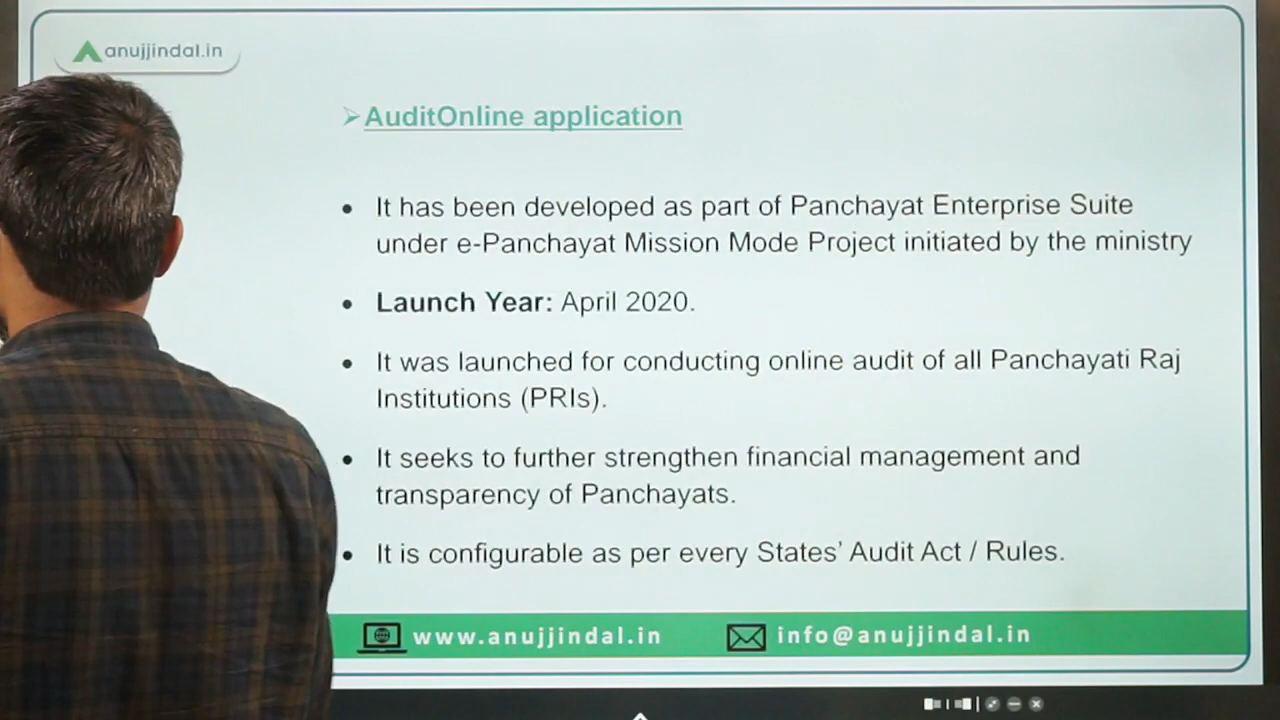 anujjindal.in
➢AuditOnline application
• It has been developed as part of Panchayat Enterprise Suite
under e-Panchayat Mission Mode Project initiated by the ministry
• Launch Year: April 2020.
• It was launched for conducting online audit of all Panchayati Raj
Institutions (PRIs).
• It seeks to further strengthen financial management and
transparency of Panchayats.
• It is configurable as per every States’ Audit Act / Rules.
www.anujjindal.in
info@anujjindal.in